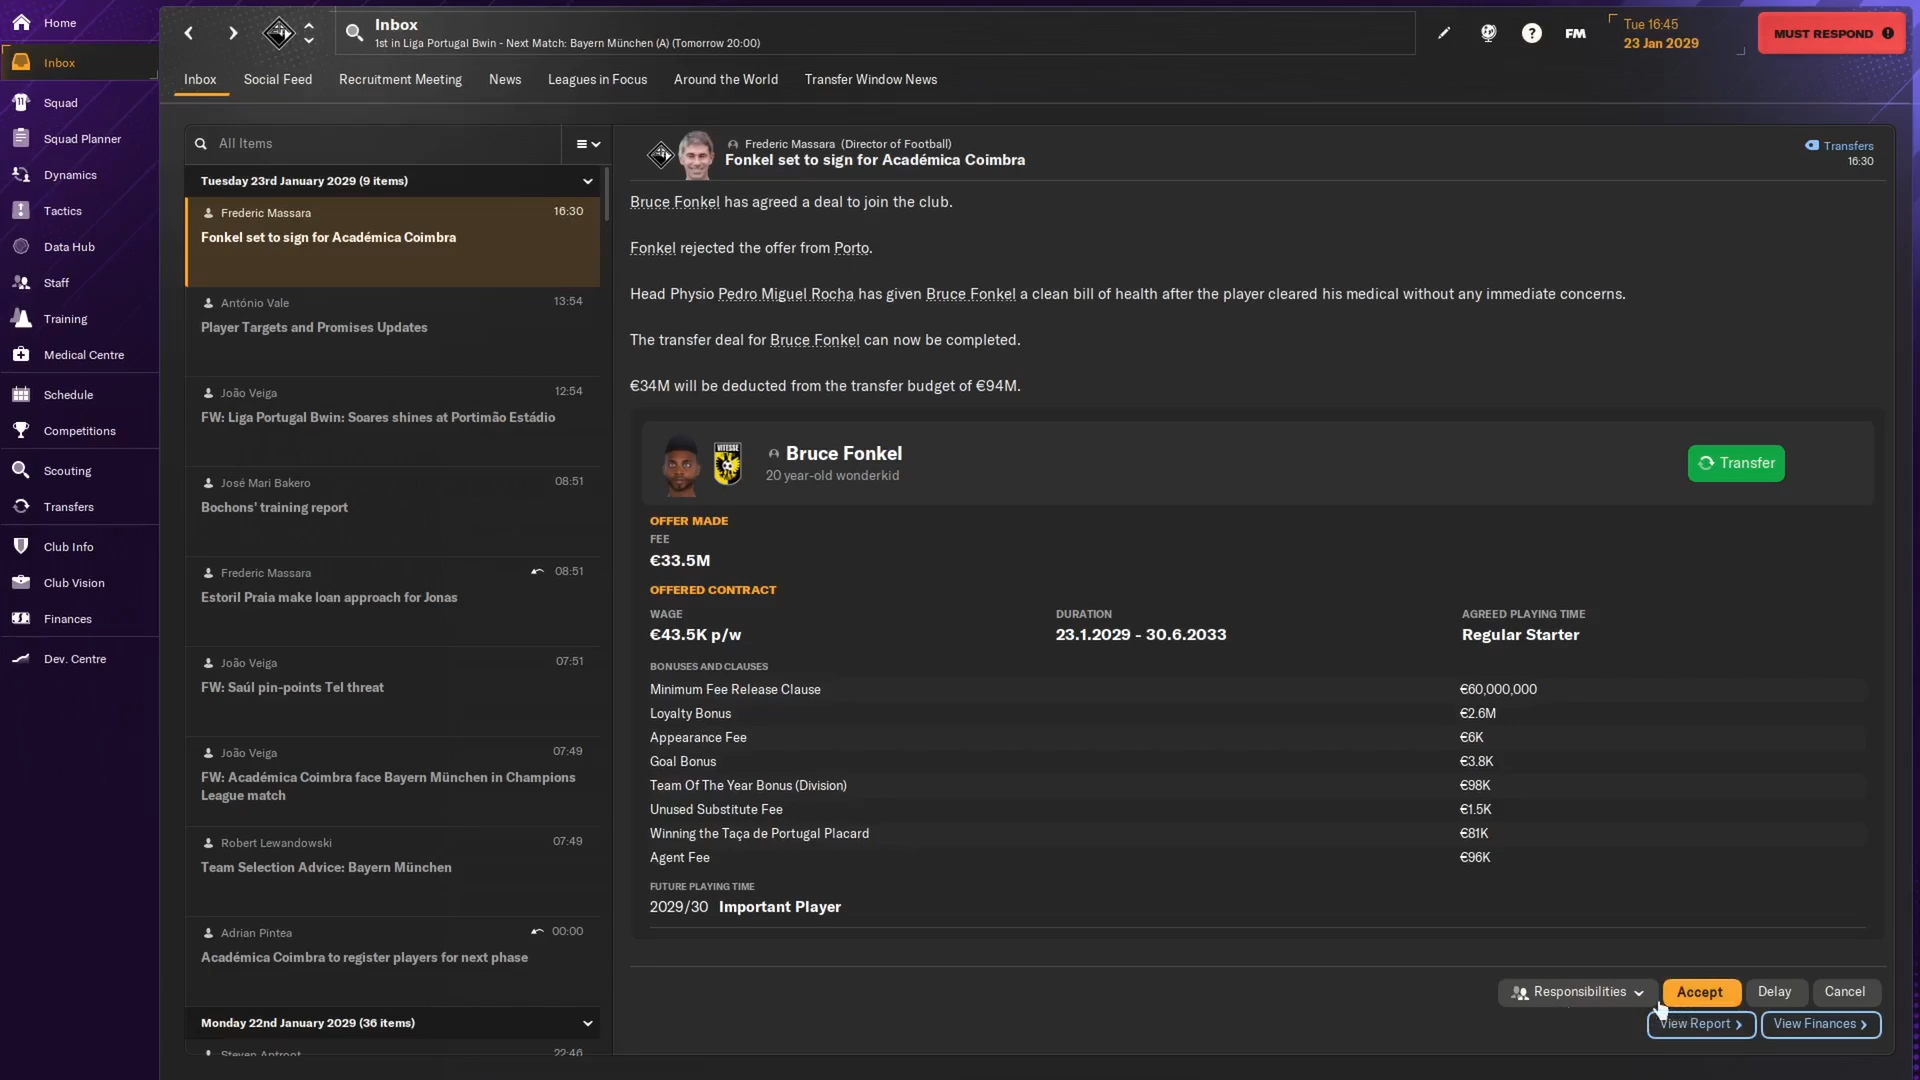 Home
Inbox
Squad
Squad Planner
Dynamics
Tactics
Data Hub
Staff
Training
Medical Centre
Schedule
Competitions
Scouting
Transfers
Club Info
Club Vision
Finances
Dev. Centre
Inbox
1st in Liga Portugal Bwin - Next Match: Bayern München (A) (Tomorrow 20:00)
FM
Tue 16:45
23 Jan 2029
MUST RESPOND
Inbox
Social Feed
Recruitment Meeting
News
Leagues in Focus
Around the World
Transfer Window News
All Items
Tuesday 23rd January 2029 (9 items)
Frederic Massara 16:30
Fonkel set to sign for Académica Coimbra
António Vale 13:54
Player Targets and Promises Updates
João Veiga 12:54
FW: Liga Portugal Bwin: Soares shines at Portimão Estádio
José Mari Bakero 08:51
Bochons' training report
Frederic Massara 08:51
Estoril Praia make loan approach for Jonas
João Veiga 07:51
FW: Saúl pin-points Tel threat
João Veiga 07:49
FW: Académica Coimbra face Bayern München in Champions
League match
Robert Lewandowski 07:49
Team Selection Advice: Bayern München
Adrian Pintea 00:00
Académica Coimbra to register players for next phase
Monday 22nd January 2029 (36 items)
22:46
Frederic Massara (Director of Football)
Fonkel set to sign for Académica Coimbra
Transfers
16:30
Bruce Fonkel has agreed a deal to join the club.
Fonkel rejected the offer from Porto.
Head Physio Pedro Miguel Rocha has given Bruce Fonkel a clean bill of health after the player cleared his medical without any immediate concerns.
The transfer deal for Bruce Fonkel can now be completed.
€34M will be deducted from the transfer budget of €94M.
VITESSE
Bruce Fonkel
20 year-old wonderkid
Transfer
OFFER MADE
FEE
€33.5M
OFFERED CONTRACT
WAGE DURATION AGREED PLAYING TIME
€43.5K p/w 23.1.2029 - 30.6.2033 Regular Starter
BONUSES AND CLAUSES
Minimum Fee Release Clause €60,000,000
Loyalty Bonus €2.6M
Appearance Fee €6K
Goal Bonus €3.8K
Team Of The Year Bonus (Division) €98K
Unused Substitute Fee €1.5K
Winning the Taça de Portugal Placard €81K
Agent Fee €96K
FUTURE PLAYING TIME
2029/30 Important Player
Responsibilities
Accept
Delay
Cancel
View Report
View Finances